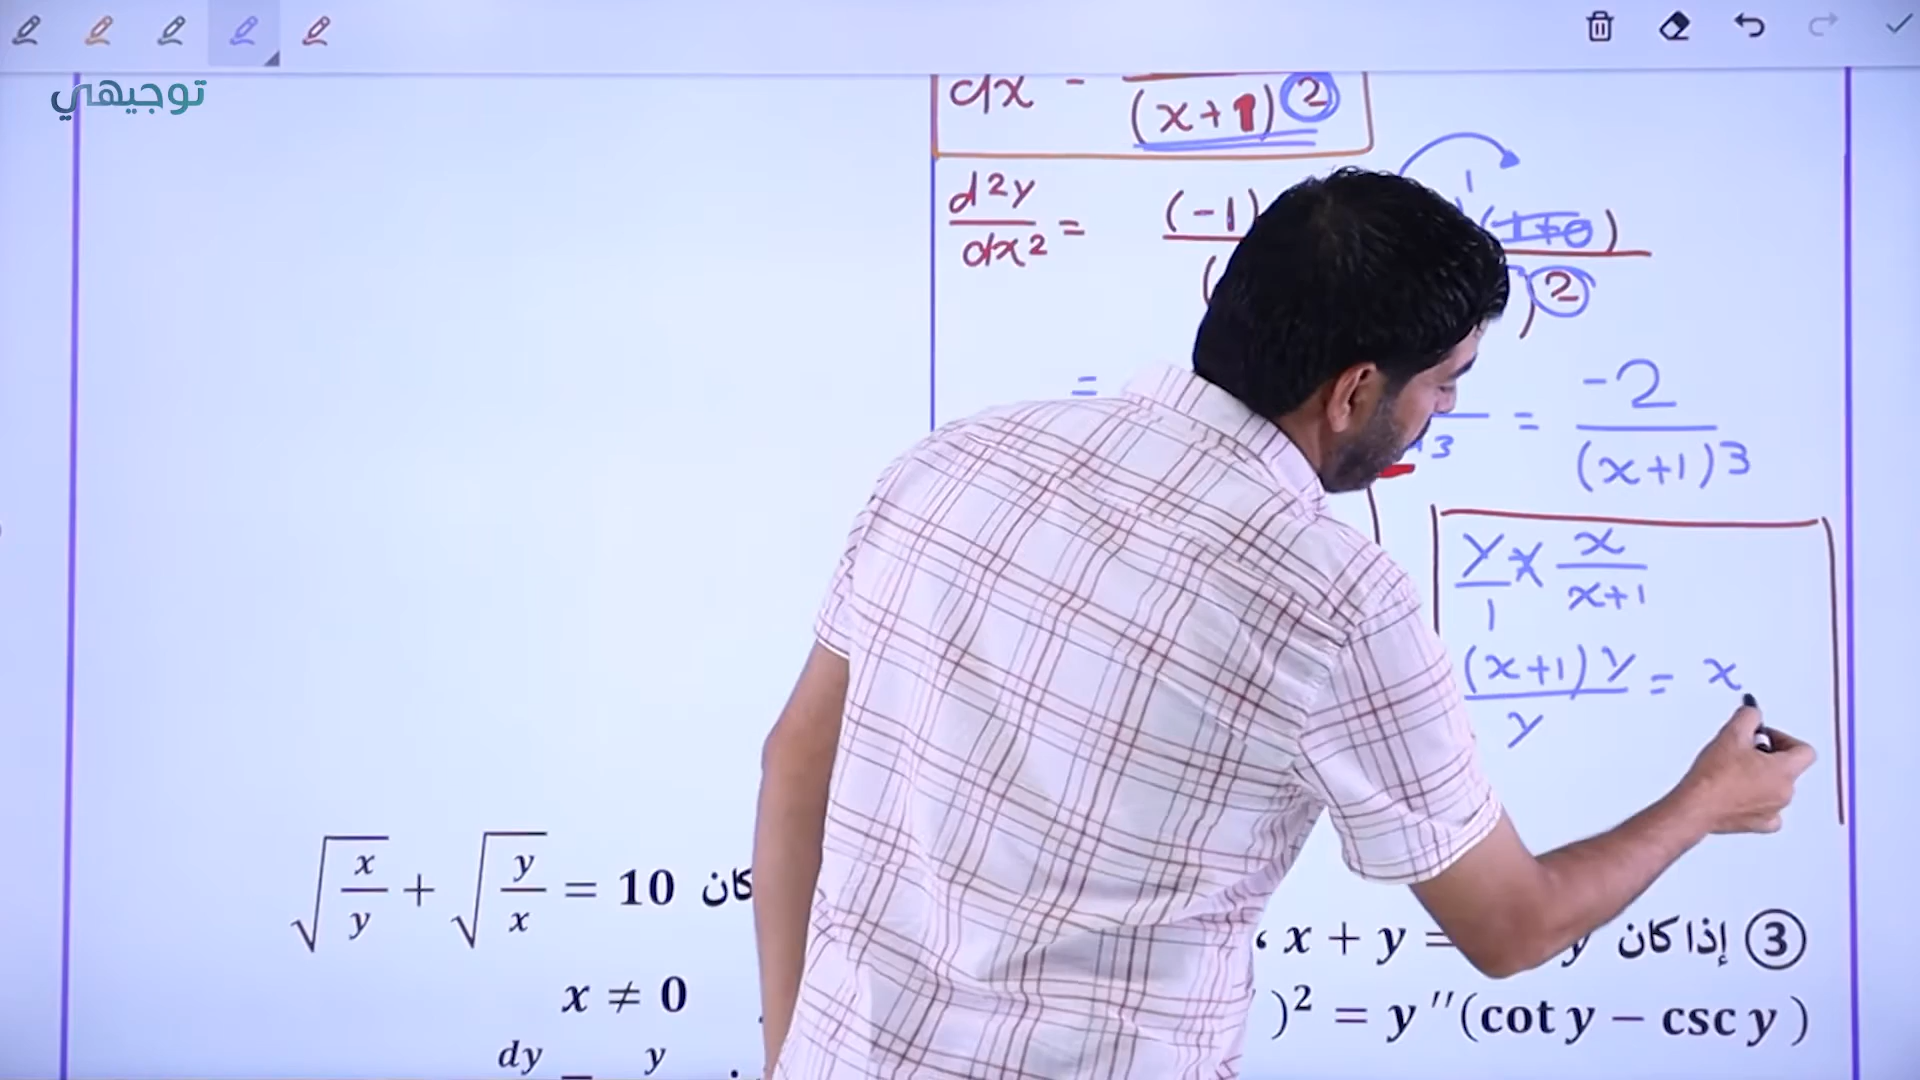 توجيهي
dx - (x+1)²
d²y/dx² = (-1) (1+0) )²
= 3 = -2/(x+1)³
y/1 × x/(x+1)
(x+1)y/y = x
√(x/y) + √(y/x) = 10 كان
x ≠ 0
dy y
③ إذا كان y ، x + y =
)² = y″(cot y − csc y)